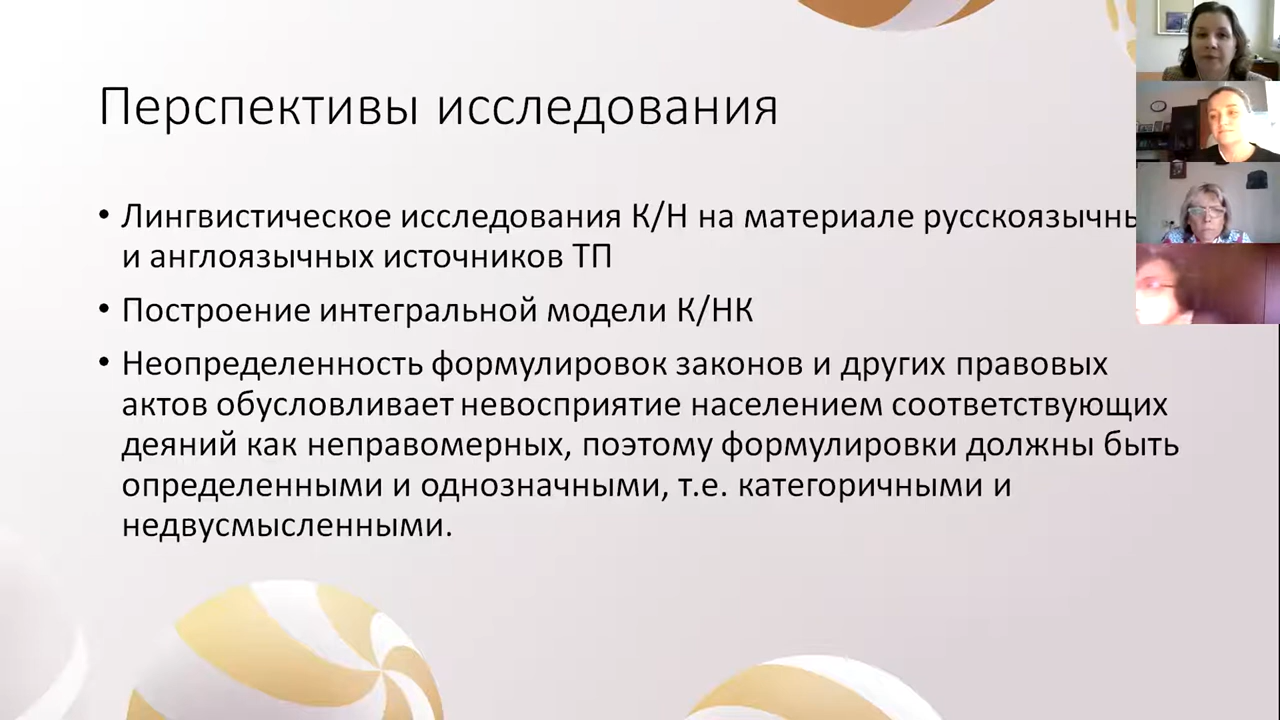 Перспективы исследования
• Лингвистическое исследования К/Н на материале
и англоязычных источников ТП
• Построение интегральной модели К/НК
• Неопределенность формулировок законов и других правовых
актов обусловливает невосприятие населением соответствующих
деяний как неправомерных, поэтому формулировки должны быть
определенными и однозначными, т.е. категоричными и
недвусмысленными.